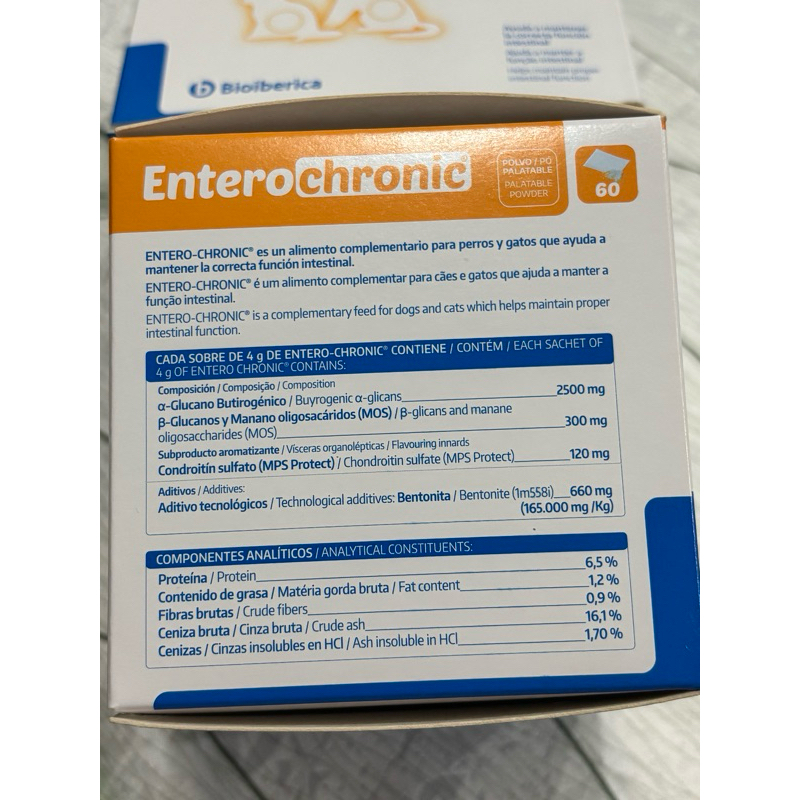 Bioiberica
Enterochronic
POLVO / PÓ
PALATABLE
PALATABLE
POWDER
60
ENTERO-CHRONIC® es un alimento complementario para perros y gatos que ayuda a
mantener la correcta función intestinal.
ENTERO-CHRONIC® é um alimento complementar para cães e gatos que ajuda a manter a
função intestinal.
ENTERO-CHRONIC® is a complementary feed for dogs and cats which helps maintain proper
intestinal function.
CADA SOBRE DE 4 g DE ENTERO-CHRONIC® CONTIENE / CONTÉM / EACH SACHET OF
4 g OF ENTERO CHRONIC® CONTAINS:
Composición / Composição / Composition
α-Glucano Butirogénico / Buyrogenic α-glicans 2500 mg
β-Glucanos y Manano oligosacáridos (MOS) / β-glicans and manane
oligosaccharides (MOS) 300 mg
Subproducto aromatizante / Vísceras organolépticas / Flavouring innards
Condroitín sulfato (MPS Protect) / Chondroitin sulfate (MPS Protect) 120 mg
Aditivos / Additives:
Aditivo tecnológicos / Technological additives: Bentonita / Bentonite (1m558i) 660 mg
(165.000 mg /Kg)
COMPONENTES ANALÍTICOS / ANALYTICAL CONSTITUENTS:
Proteína / Protein 6,5 %
Contenido de grasa / Matéria gorda bruta / Fat content 1,2 %
Fibras brutas / Crude fibers 0,9 %
Ceniza bruta / Cinza bruta / Crude ash 16,1 %
Cenizas / Cinzas insolubles en HCl / Ash insoluble in HCl 1,70 %